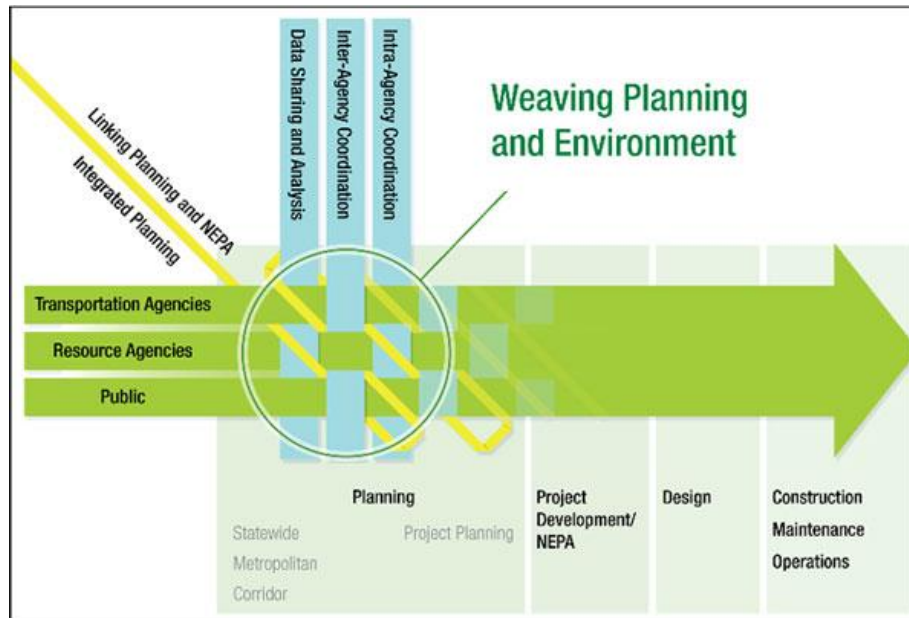 Data Sharing and Analysis
Inter-Agency Coordination
Intra-Agency Coordination
Weaving Planning
and Environment
Linking Planning and NEPA
Integrated Planning
Transportation Agencies
Resource Agencies
Public
Planning
Statewide
Metropolitan
Corridor
Project Planning
Project
Development/
NEPA
Design
Construction
Maintenance
Operations